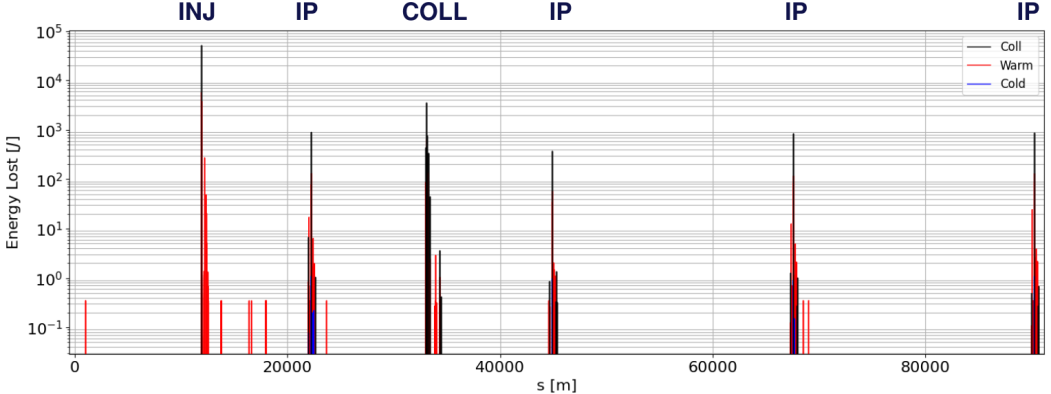 INJ IP COLL IP IP IP
10^5
10^4
10^3
10^2
10^1
10^0
10^-1
Energy Lost [J]
Coll
Warm
Cold
0 20000 40000 60000 80000
s [m]